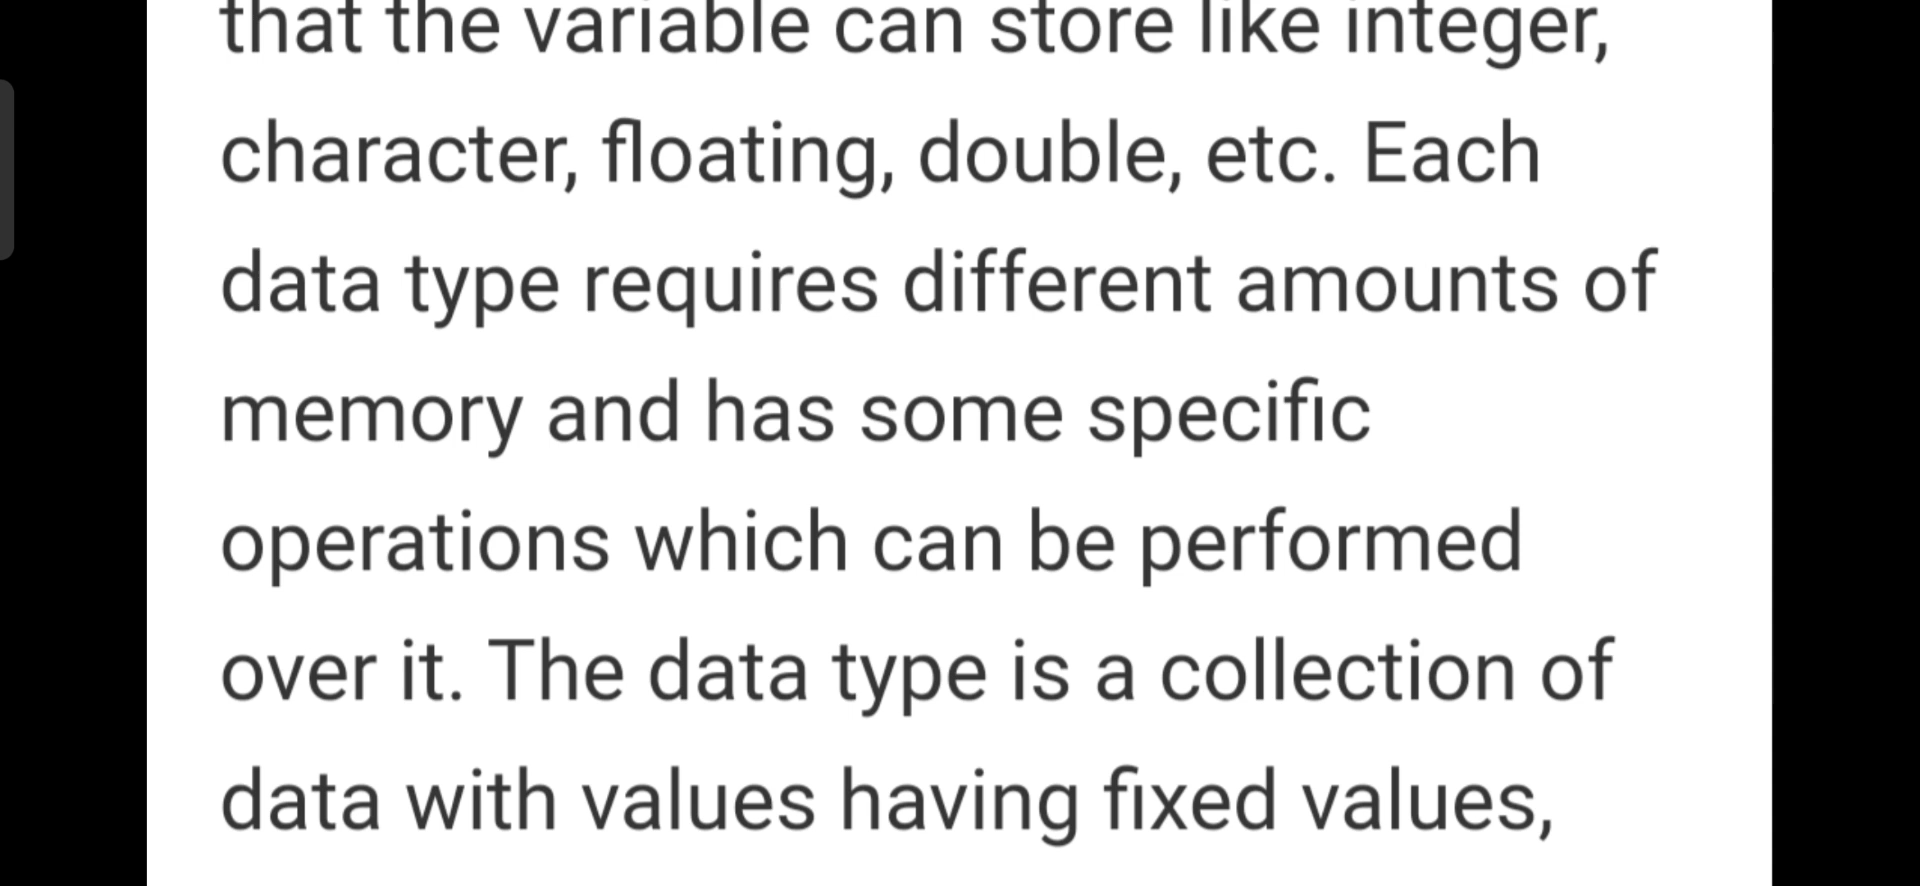 that the variable can store like integer,
character, floating, double, etc. Each
data type requires different amounts of
memory and has some specific
operations which can be performed
over it. The data type is a collection of
data with values having fixed values,